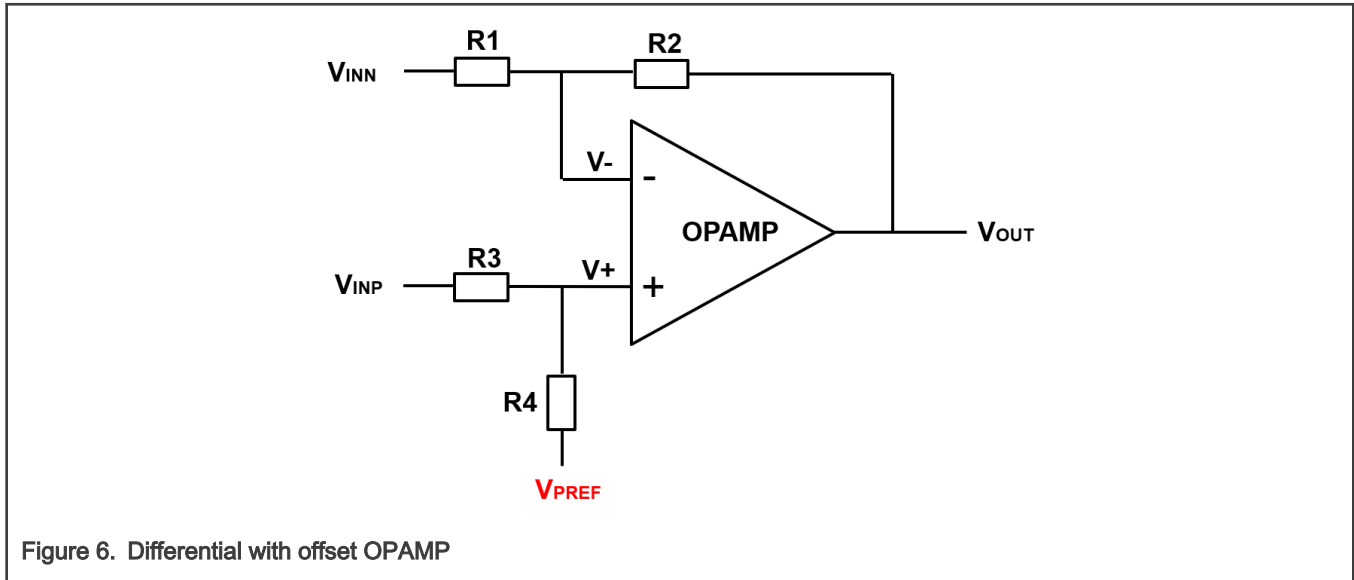 R1
R2
VINN
V-
-
OPAMP
VOUT
R3
V+
VINP
+
R4
VPREF
Figure 6. Differential with offset OPAMP